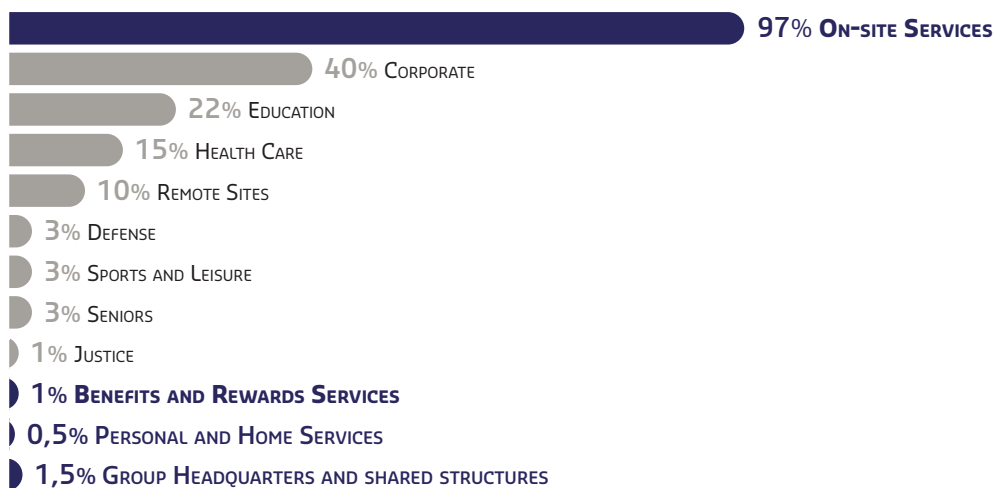 97% On-site Services
40% Corporate
22% Education
15% Health Care
10% Remote Sites
3% Defense
3% Sports and Leisure
3% Seniors
1% Justice
1% Benefits and Rewards Services
0,5% Personal and Home Services
1,5% Group Headquarters and shared structures